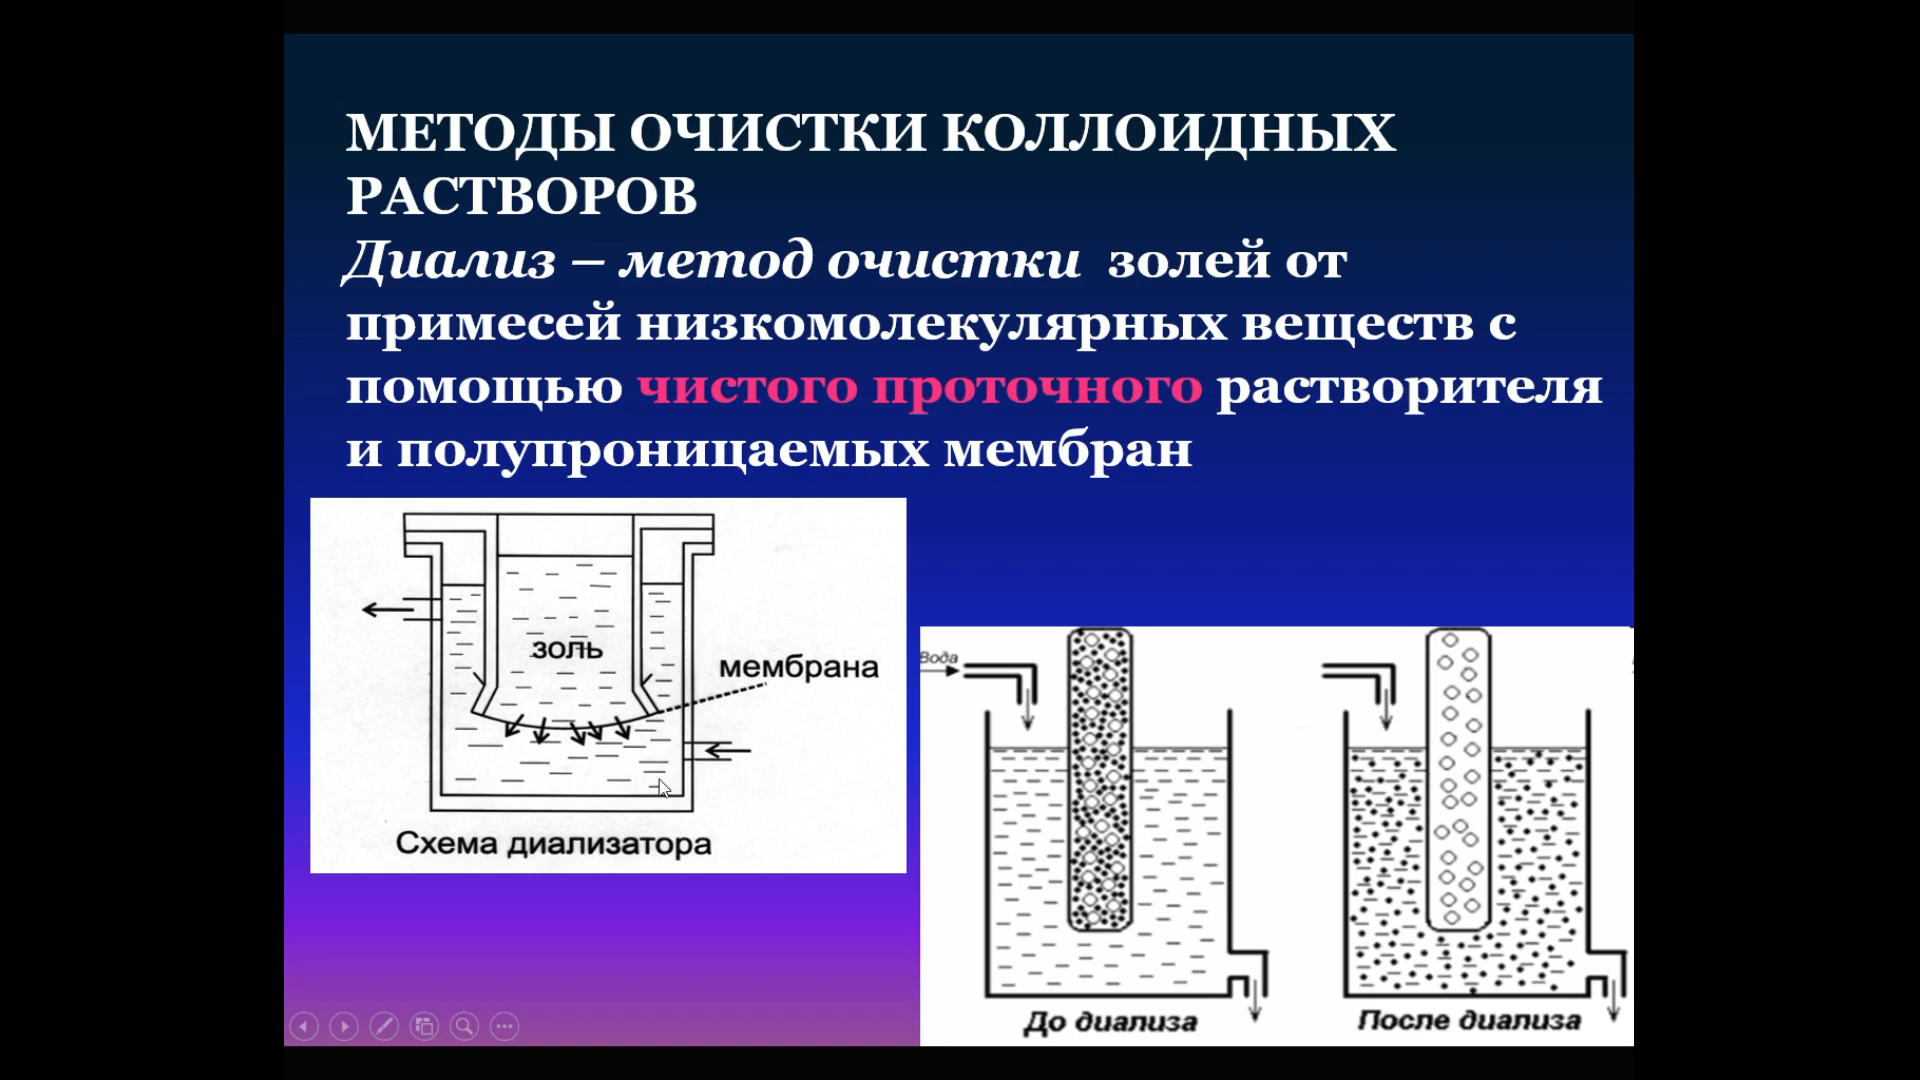 МЕТОДЫ ОЧИСТКИ КОЛЛОИДНЫХ
РАСТВОРОВ
Диализ – метод очистки золей от
примесей низкомолекулярных веществ с
помощью чистого проточного растворителя
и полупроницаемых мембран
золь
мембрана
Схема диализатора
Вода
До диализа
После диализа